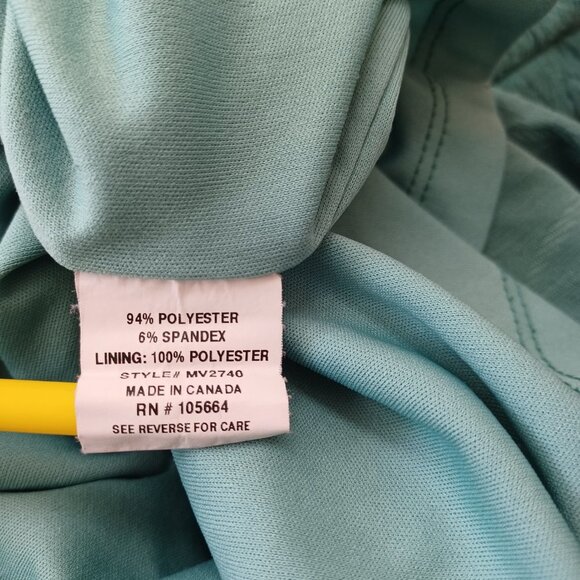 94% POLYESTER
6% SPANDEX
LINING: 100% POLYESTER
STYLE# MV2740
MADE IN CANADA
RN # 105664
SEE REVERSE FOR CARE